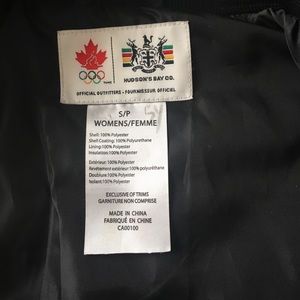 HUDSON'S BAY CO.
OFFICIAL OUTFITTERS • FOURNISSEUR OFFICIEL
S/P
WOMENS/FEMME
Shell: 100% Polyester
Shell Coating: 100% Polyurethane
Lining: 100% Polyester
Insulation: 100% Polyester
Extérieur: 100% Polyester
Revêtement extérieur: 100% polyuréthane
Doublure: 100% Polyester
Isolant: 100% Polyester
EXCLUSIVE OF TRIMS
GARNITURE NON COMPRISE
MADE IN CHINA
FABRIQUÉ EN CHINE
CA00100